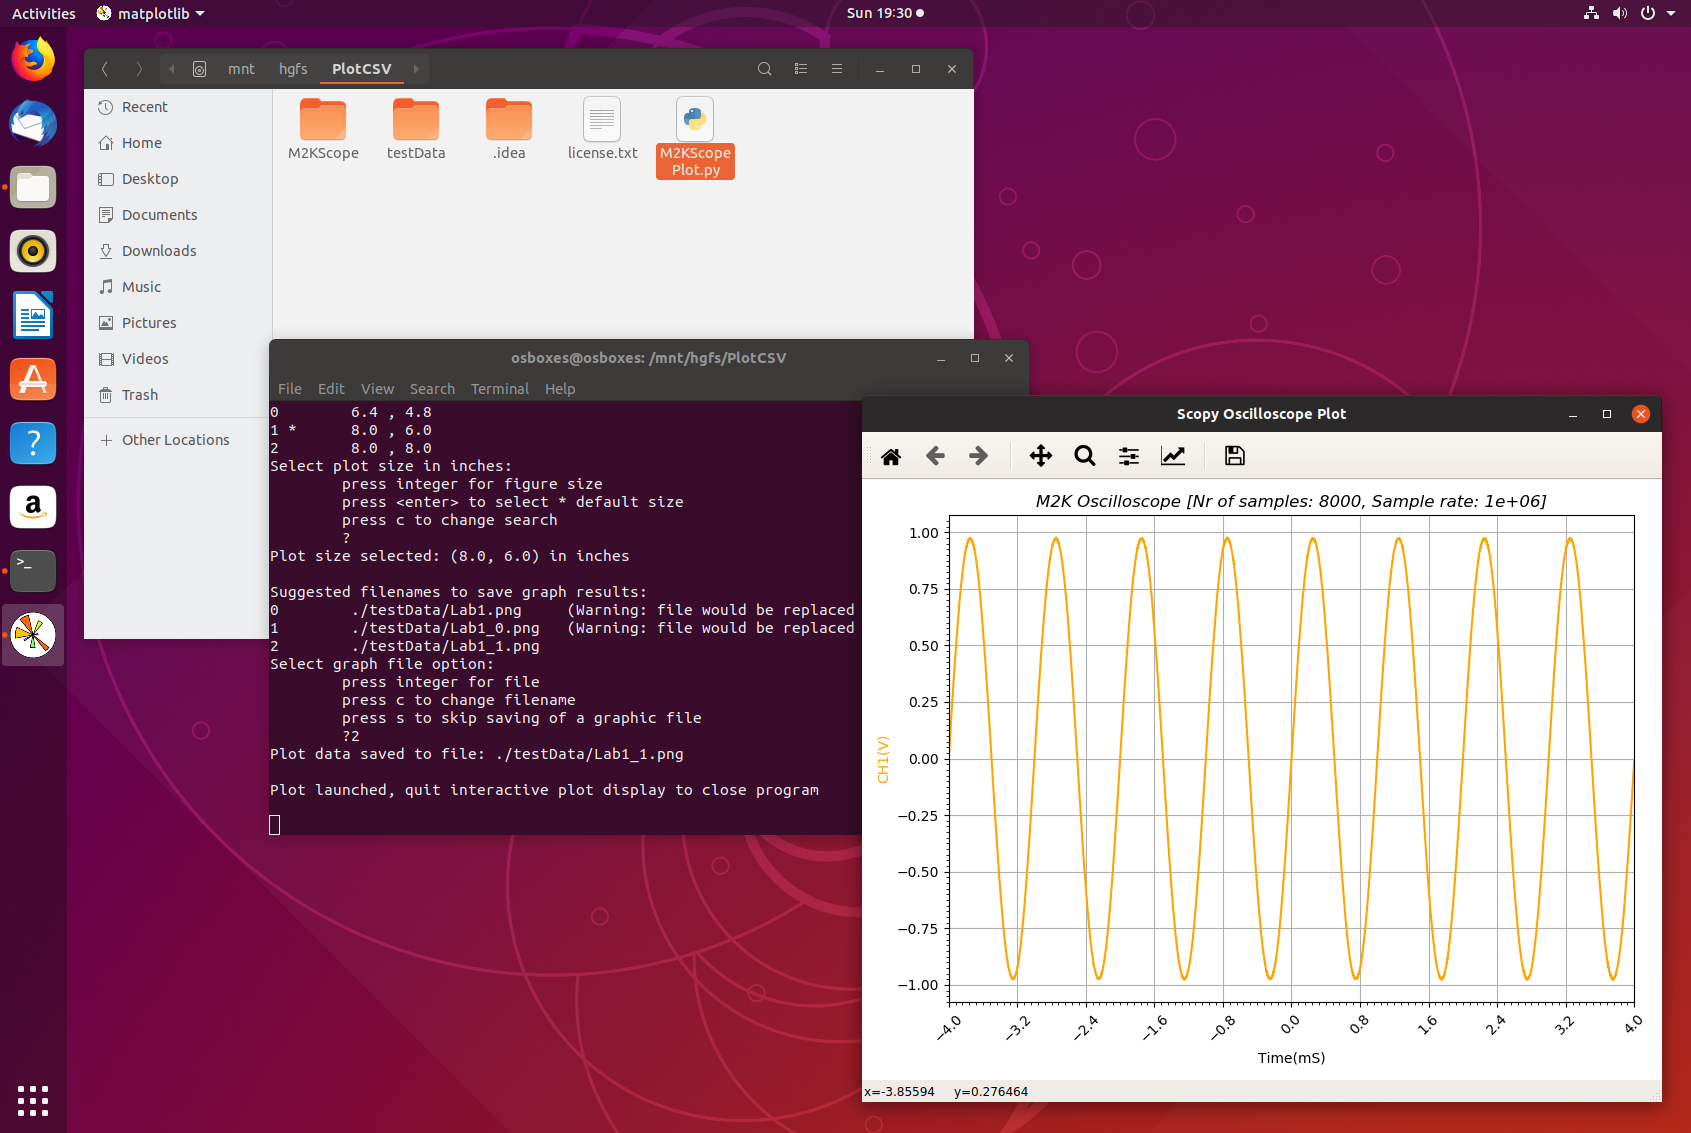 Activities
matplotlib
Sun 19:30
mnt
hgfs
PlotCSV
Recent
Home
Desktop
Documents
Downloads
Music
Pictures
Videos
Trash
Other Locations
M2KScope
testData
.idea
license.txt
M2KScope
Plot.py
osboxes@osboxes: /mnt/hgfs/PlotCSV
File Edit View Search Terminal Help
0 6.4 , 4.8
1 * 8.0 , 6.0
2 8.0 , 8.0
Select plot size in inches:
press integer for figure size
press <enter> to select * default size
press c to change search
?
Plot size selected: (8.0, 6.0) in inches
Suggested filenames to save graph results:
0 ./testData/Lab1.png (Warning: file would be replaced
1 ./testData/Lab1_0.png (Warning: file would be replaced
2 ./testData/Lab1_1.png
Select graph file option:
press integer for file
press c to change filename
press s to skip saving of a graphic file
?2
Plot data saved to file: ./testData/Lab1_1.png
Plot launched, quit interactive plot display to close program
Scopy Oscilloscope Plot
M2K Oscilloscope [Nr of samples: 8000, Sample rate: 1e+06]
1.00
0.75
0.50
0.25
0.00
−0.25
−0.50
−0.75
−1.00
CH1(V)
−4.0 −3.2 −2.4 −1.6 −0.8 0.0 0.8 1.6 2.4 3.2 4.0
Time(mS)
x=-3.85594 y=0.276464
a
?
>_